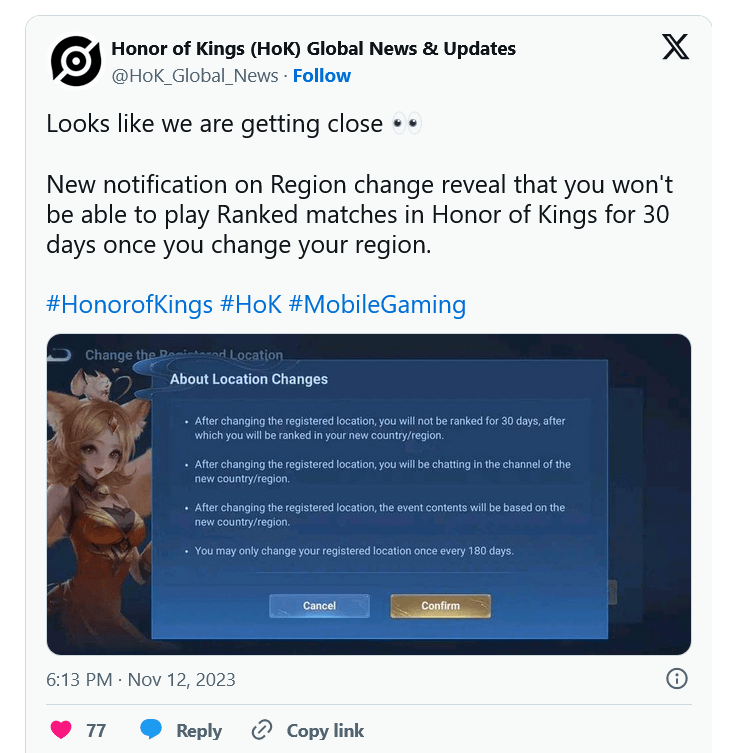 Honor of Kings (HoK) Global News & Updates
@HoK_Global_News · Follow
Looks like we are getting close 👀
New notification on Region change reveal that you won't
be able to play Ranked matches in Honor of Kings for 30
days once you change your region.
#HonorofKings #HoK #MobileGaming
Change the Registered Location
About Location Changes
• After changing the registered location, you will not be ranked for 30 days, after
which you will be ranked in your new country/region.
• After changing the registered location, you will be chatting in the channel of the
new country/region.
• After changing the registered location, the event contents will be based on the
new country/region.
• You may only change your registered location once every 180 days.
Cancel Confirm
6:13 PM · Nov 12, 2023
77 Reply Copy link